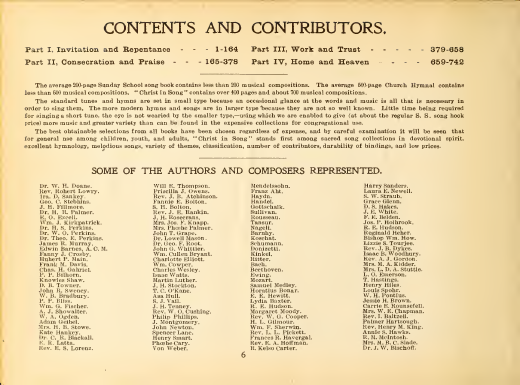 CONTENTS AND CONTRIBUTORS.
Part I, Invitation and Repentance - - - 1-164 Part III, Work and Trust - - - - - 379-658
Part II, Consecration and Praise - - - 165-378 Part IV, Home and Heaven - - - - 659-742
The average 200-page Sunday School song book contains less than 250 musical compositions. The average 500-page Church Hymnal contains
less than 500 musical compositions. "Christ in Song" contains over 400 pages and about 700 musical compositions.
The standard tunes and hymns are set in small type because an occasional glance at the words and music is all that is necessary in
order to sing them. The more modern hymns and songs are in larger type because they are not so well known. Little time being required
for singing a short tune, the eye is not wearied by the smaller type,—using which we are enabled to give (at about the regular S. S. song book
price) more music and greater variety than can be found in the expensive collections for congregational use.
The best obtainable selections from all books have been chosen regardless of expense, and by careful examination it will be seen that
for general use among children, youth, and adults, "Christ in Song" stands first among sacred song collections in devotional spirit,
excellent hymnology, melodious songs, variety of themes, classification, number of contributors, durability of bindings, and low prices.
SOME OF THE AUTHORS AND COMPOSERS REPRESENTED.
Dr. W. H. Doane.
Rev. Robert Lowry.
Ira D. Sankey.
Geo. C. Stebbins.
J. H. Fillmore.
Dr. H. R. Palmer.
E. O. Excell.
Wm. J. Kirkpatrick.
Dr. H. S. Perkins.
Dr. W. O. Perkins.
Dr. Theo. E. Perkins.
James R. Murray.
Edwin Barnes, A. C. M.
Fanny J. Crosby.
Hubert P. Main.
Frank M. Davis.
Chas. H. Gabriel.
P. P. Bilhorn.
Knowles Shaw.
D. B. Towner.
John R. Sweney.
W. B. Bradbury.
P. P. Bliss.
Wm. G. Fischer.
A. J. Showalter.
W. A. Ogden.
Adam Geibel.
Mrs. H. B. Stowe.
Kate Hankey.
Dr. C. R. Blackall.
E. R. Latta.
Rev. E. S. Lorenz.
Will S. Thompson.
Priscilla J. Owens.
Rev. J. B. Atchinson.
Fannie E. Bolton.
S. H. Bolton.
Rev. J. E. Rankin.
J. H. Rosecrans.
Mrs. Jos. F. Knapp.
Mrs. Phoebe Palmer.
John T. Grape.
Dr. Lowell Mason.
Dr. Geo. F. Root.
John G. Whittier.
Wm. Cullen Bryant.
Charlotte Elliott.
Wm. Cowper.
Charles Wesley.
Isaac Watts.
Martin Luther.
J. H. Stockton.
T. C. O'Kane.
Asa Hull.
R. J. Vail.
J. H. Tenney.
Rev. W. O. Cushing.
Philip Phillips.
J. Montgomery.
John Newton.
Spencer Lane.
Henry Smart.
Phoebe Cary.
Von Weber.
Mendelssohn.
Franz Abt.
Haydn.
Handel.
Gottschalk.
Sullivan.
Rousseau.
Tansur.
Nageli.
Barnby.
Koschat.
Schumann.
Donizetti.
Kinkel.
Ritter.
Bach.
Beethoven.
Ewing.
Mozart.
Samuel Medley.
Horatius Bonar.
E. E. Hewitt.
Lydia Baxter.
R. E. Hudson.
Margaret Moody.
Rev. W. G. Cooper.
H. L. Gilmour.
Wm. F. Sherwin.
Rev. L. L. Pickett.
Frances R. Havergal.
Rev. E. A. Hoffman.
R. Kelso Carter.
Harry Sanders.
Laura E. Newell.
S. W. Straub.
Grace Glenn.
D. S. Hakes.
J. E. White.
F. E. Belden.
Jos. P. Holbrook.
R. E. Hudson.
Reginald Heber.
Bishop Wm. How.
Lizzie S. Tourjee.
Rev. J. B. Dykes.
Isaac B. Woodbury.
Rev. A. J. Gordon.
Mrs. M. A. Kidder.
Mrs. L. D. A. Stuttle.
L. O. Emerson.
T. Hastings.
Henry Hiles.
Louis Spohr.
W. H. Pontius.
Jessie H. Brown.
Carrie E. Rounsefell.
Mrs. W. E. Chapman.
Rev. I. Baltzell.
Palmer Hartsough.
Rev. Henry M. King.
Annie S. Hawks.
R. H. McIntosh.
Mrs. M. B. C. Slade.
Dr. J. W. Bischoff.
6